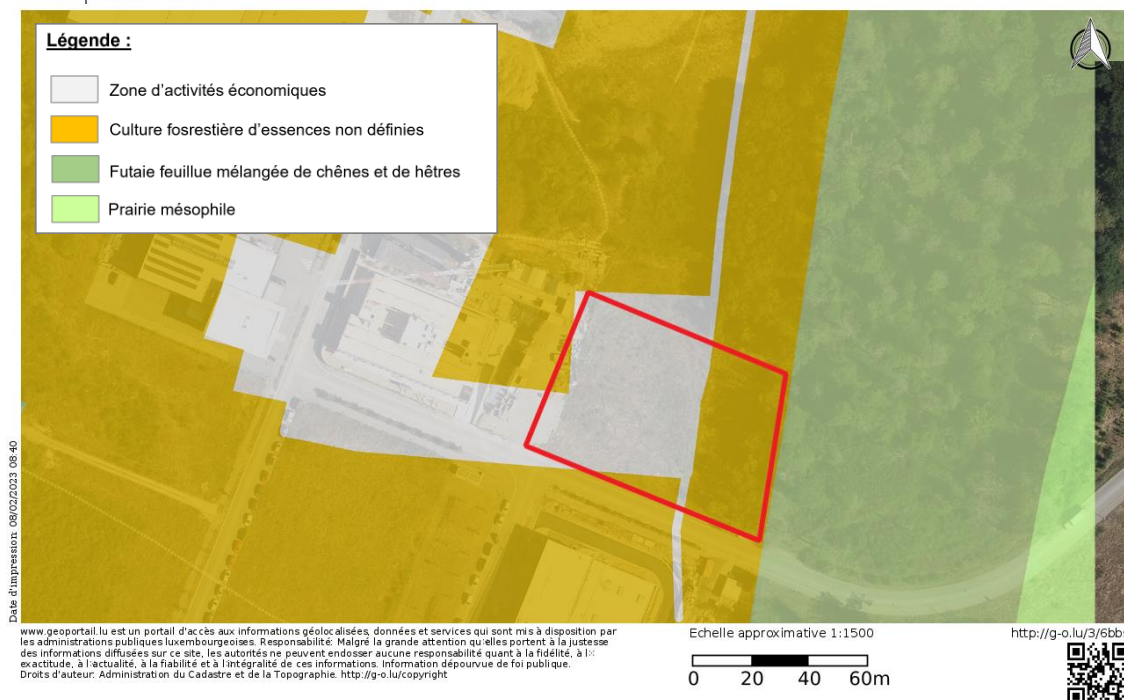 Légende :
Zone d'activités économiques
Culture fosrestière d'essences non définies
Futaie feuillue mélangée de chênes et de hêtres
Prairie mésophile
Date d'impression: 08/02/2023 08:40
www.geoportail.lu est un portail d'accès aux informations géolocalisées, données et services qui sont mis à disposition par
les administrations publiques luxembourgeoises. Responsabilité: Malgré la grande attention qu'elles portent à la justesse
des informations diffusées sur ce site, les autorités ne peuvent endosser aucune responsabilité quant à la fidélité, à l'
exactitude, à l'actualité, à la fiabilité et à l'intégralité de ces informations. Information dépourvue de foi publique.
Droits d'auteur: Administration du Cadastre et de la Topographie. http://g-o.lu/copyright
Echelle approximative 1:1500
0 20 40 60m
http://g-o.lu/3/6bb